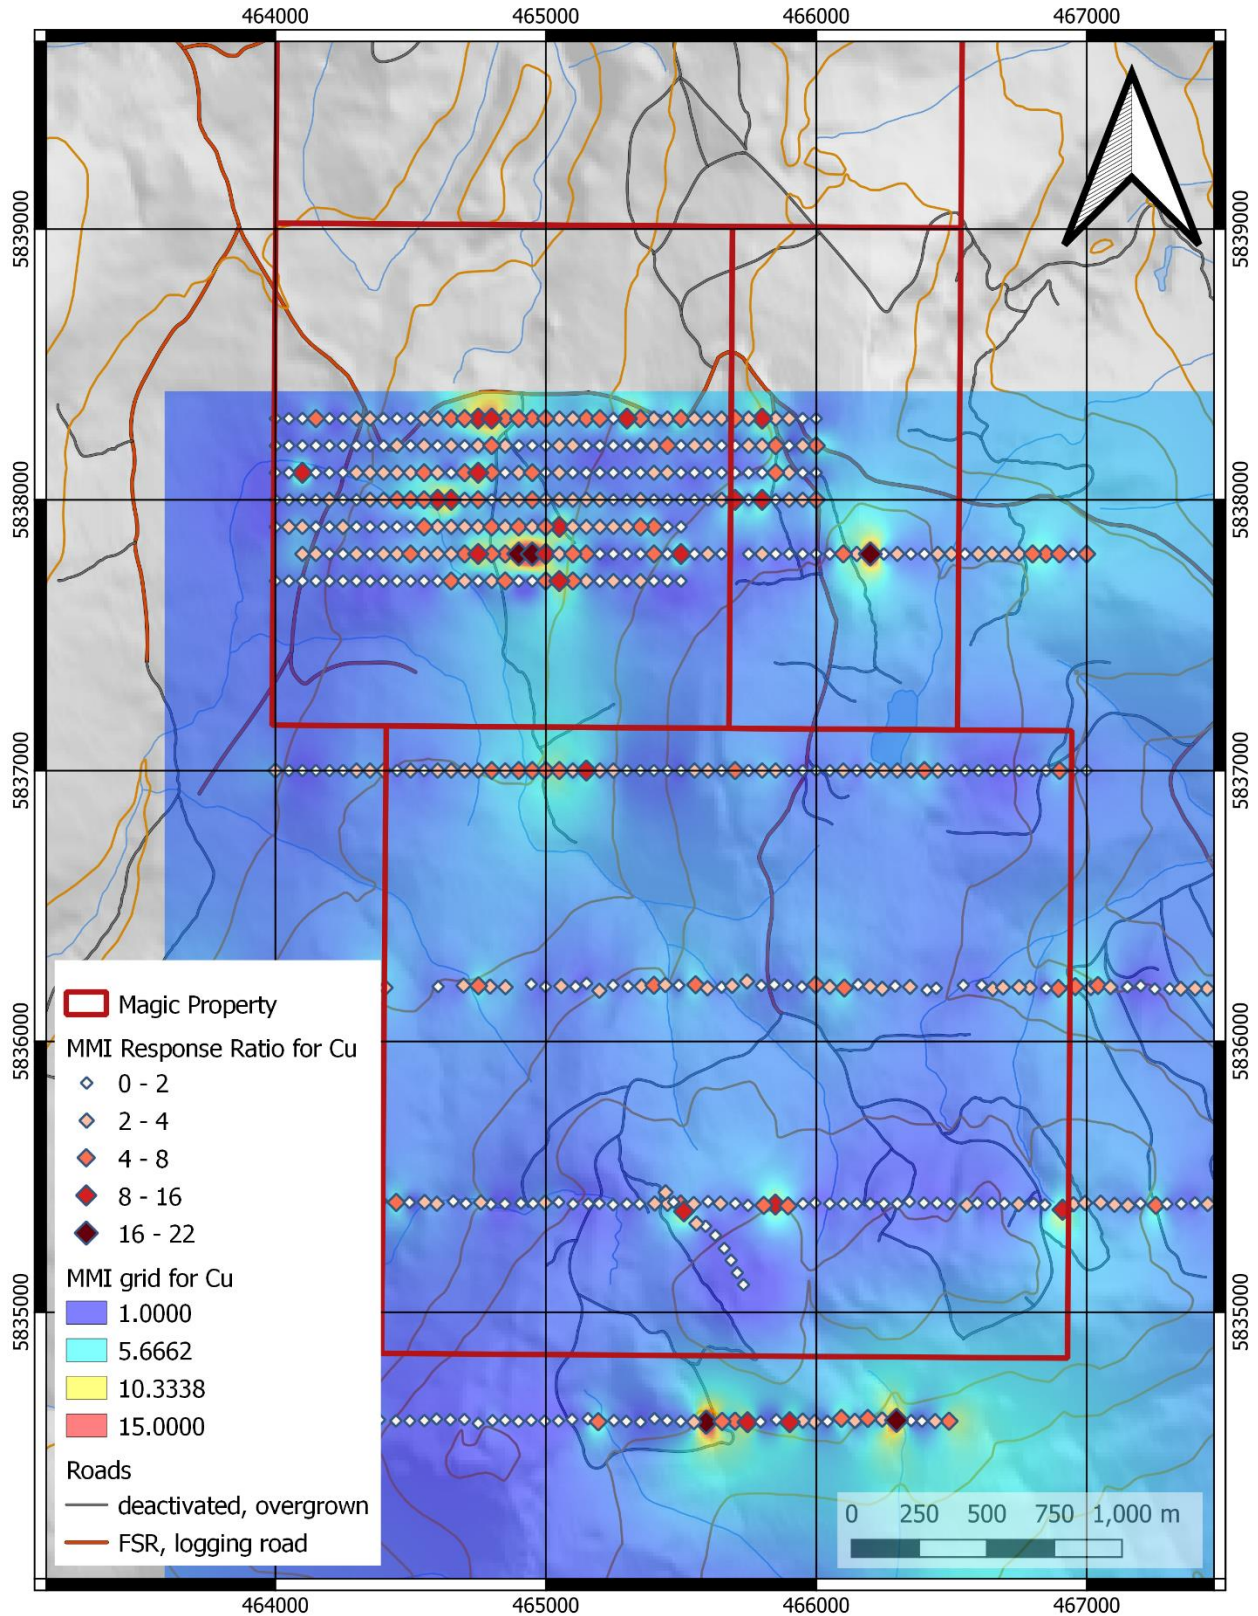 464000 465000 466000 467000
5839000 5839000
5838000 5838000
5837000 5837000
5836000 5836000
5835000 5835000
Magic Property
MMI Response Ratio for Cu
0 - 2
2 - 4
4 - 8
8 - 16
16 - 22
MMI grid for Cu
1.0000
5.6662
10.3338
15.0000
Roads
deactivated, overgrown
FSR, logging road
0 250 500 750 1,000 m
464000 465000 466000 467000